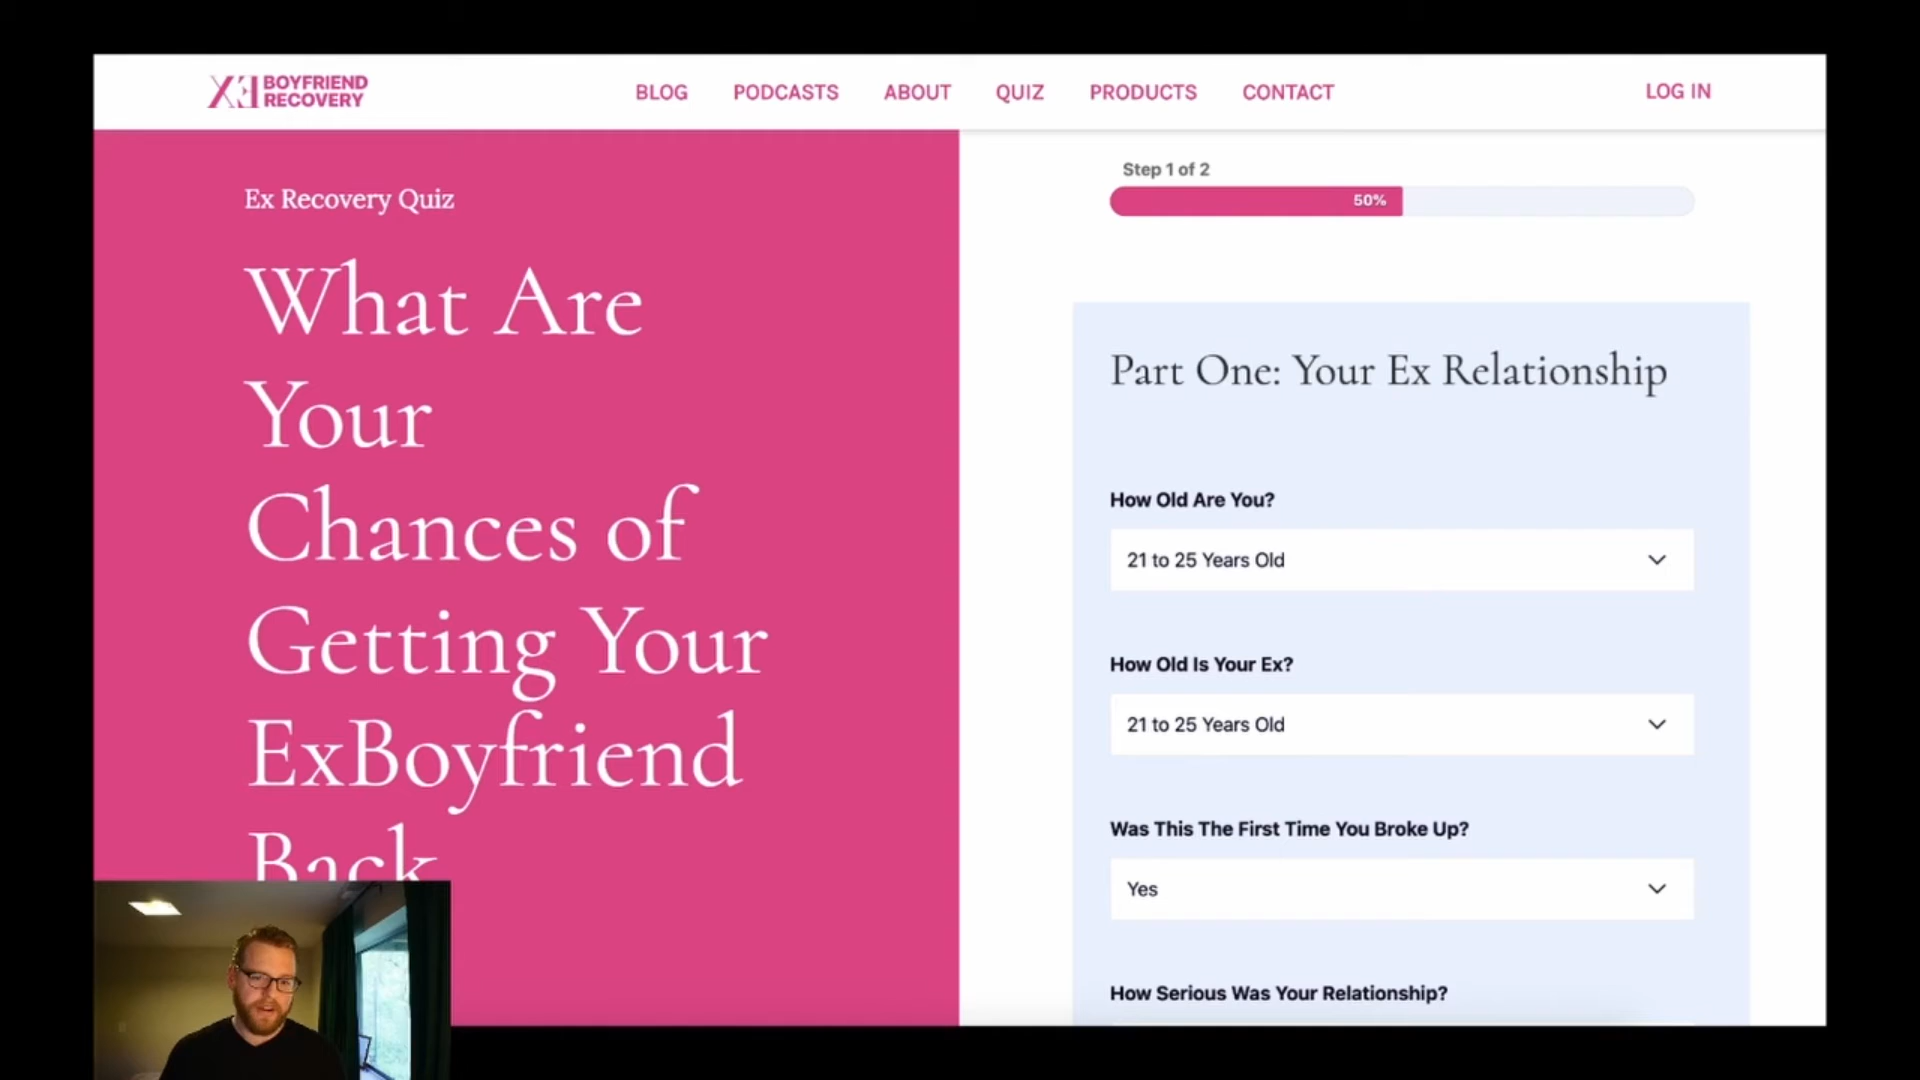 BOYFRIEND
RECOVERY
BLOG PODCASTS ABOUT QUIZ PRODUCTS CONTACT LOG IN
Ex Recovery Quiz
What Are
Your
Chances of
Getting Your
ExBoyfriend
Back
Step 1 of 2
50%
Part One: Your Ex Relationship
How Old Are You?
21 to 25 Years Old
How Old Is Your Ex?
21 to 25 Years Old
Was This The First Time You Broke Up?
Yes
How Serious Was Your Relationship?